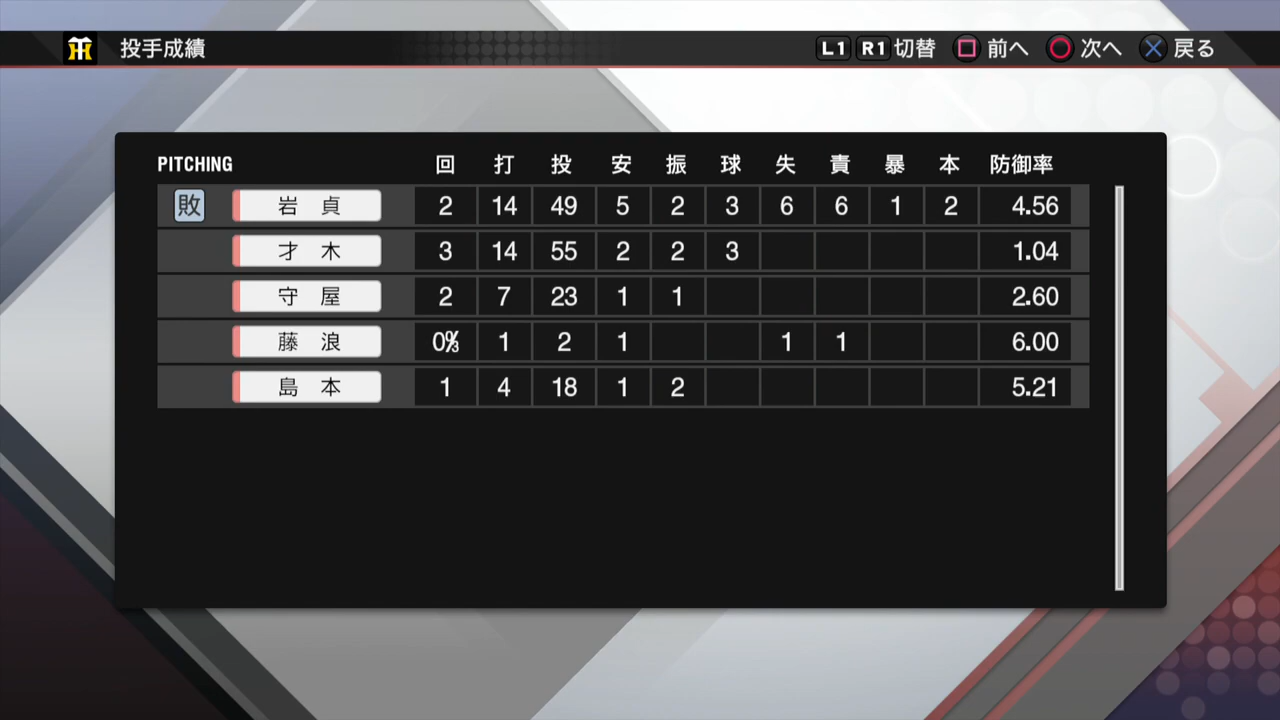 投手成績 L1 R1 切替 前へ 次へ 戻る
PITCHING 回 打 投 安 振 球 失 責 暴 本 防御率
敗 岩 貞 2 14 49 5 2 3 6 6 1 2 4.56
才 木 3 14 55 2 2 3 1.04
守 屋 2 7 23 1 1 2.60
藤 浪 0⅔ 1 2 1 1 1 6.00
島 本 1 4 18 1 2 5.21